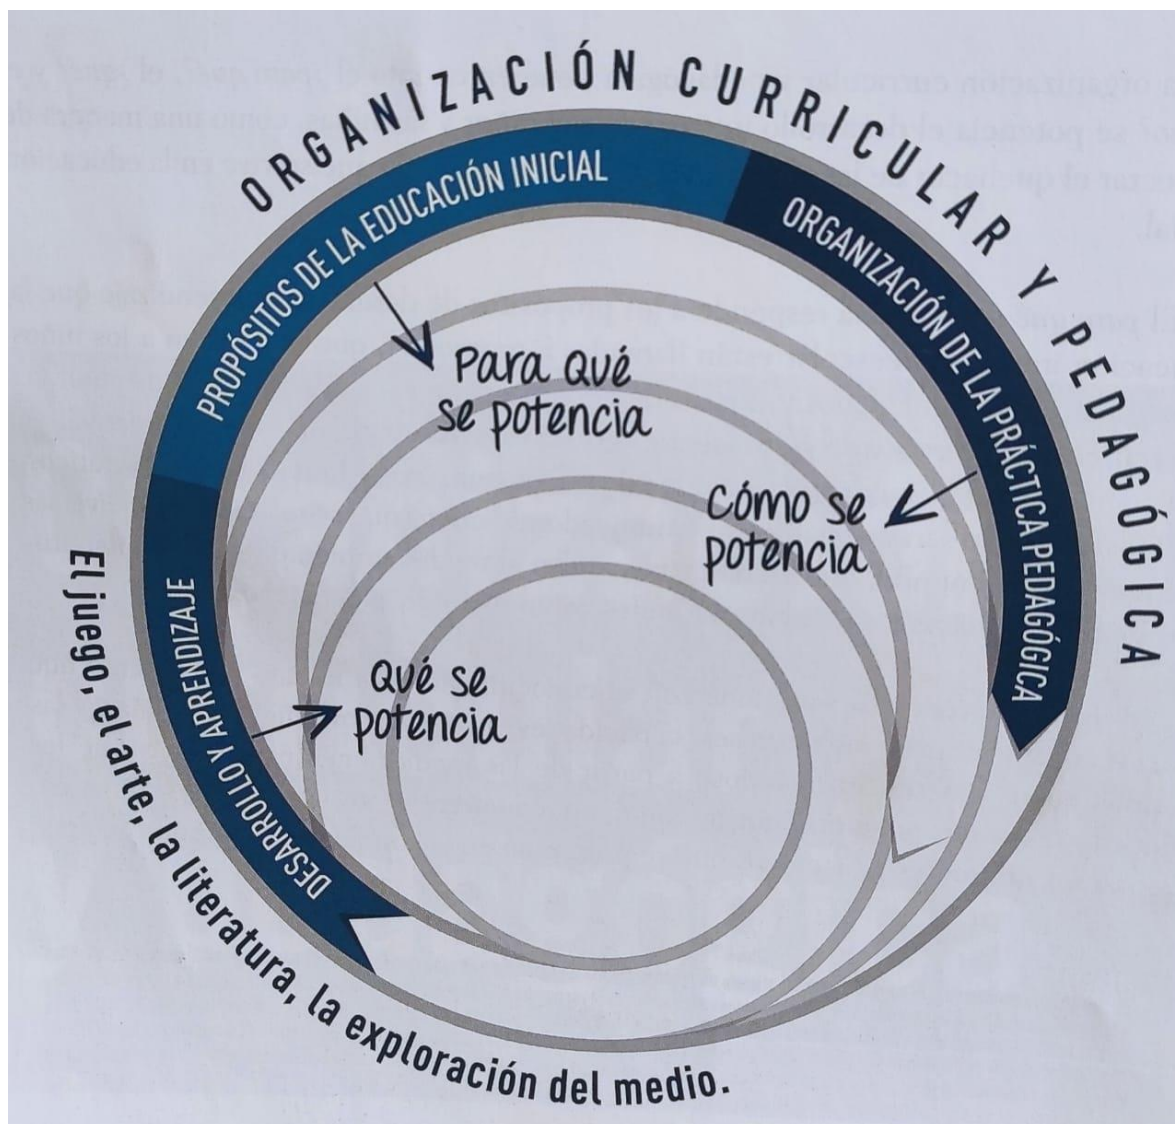 ORGANIZACIÓN CURRICULAR Y PEDAGÓGICA
PROPÓSITOS DE LA EDUCACIÓN INICIAL
ORGANIZACIÓN DE LA PRÁCTICA PEDAGÓGICA
Para qué
se potencia
Cómo se
potencia
Qué se
potencia
DESARROLLO Y APRENDIZAJE
El juego, el arte, la literatura, la exploración del medio.